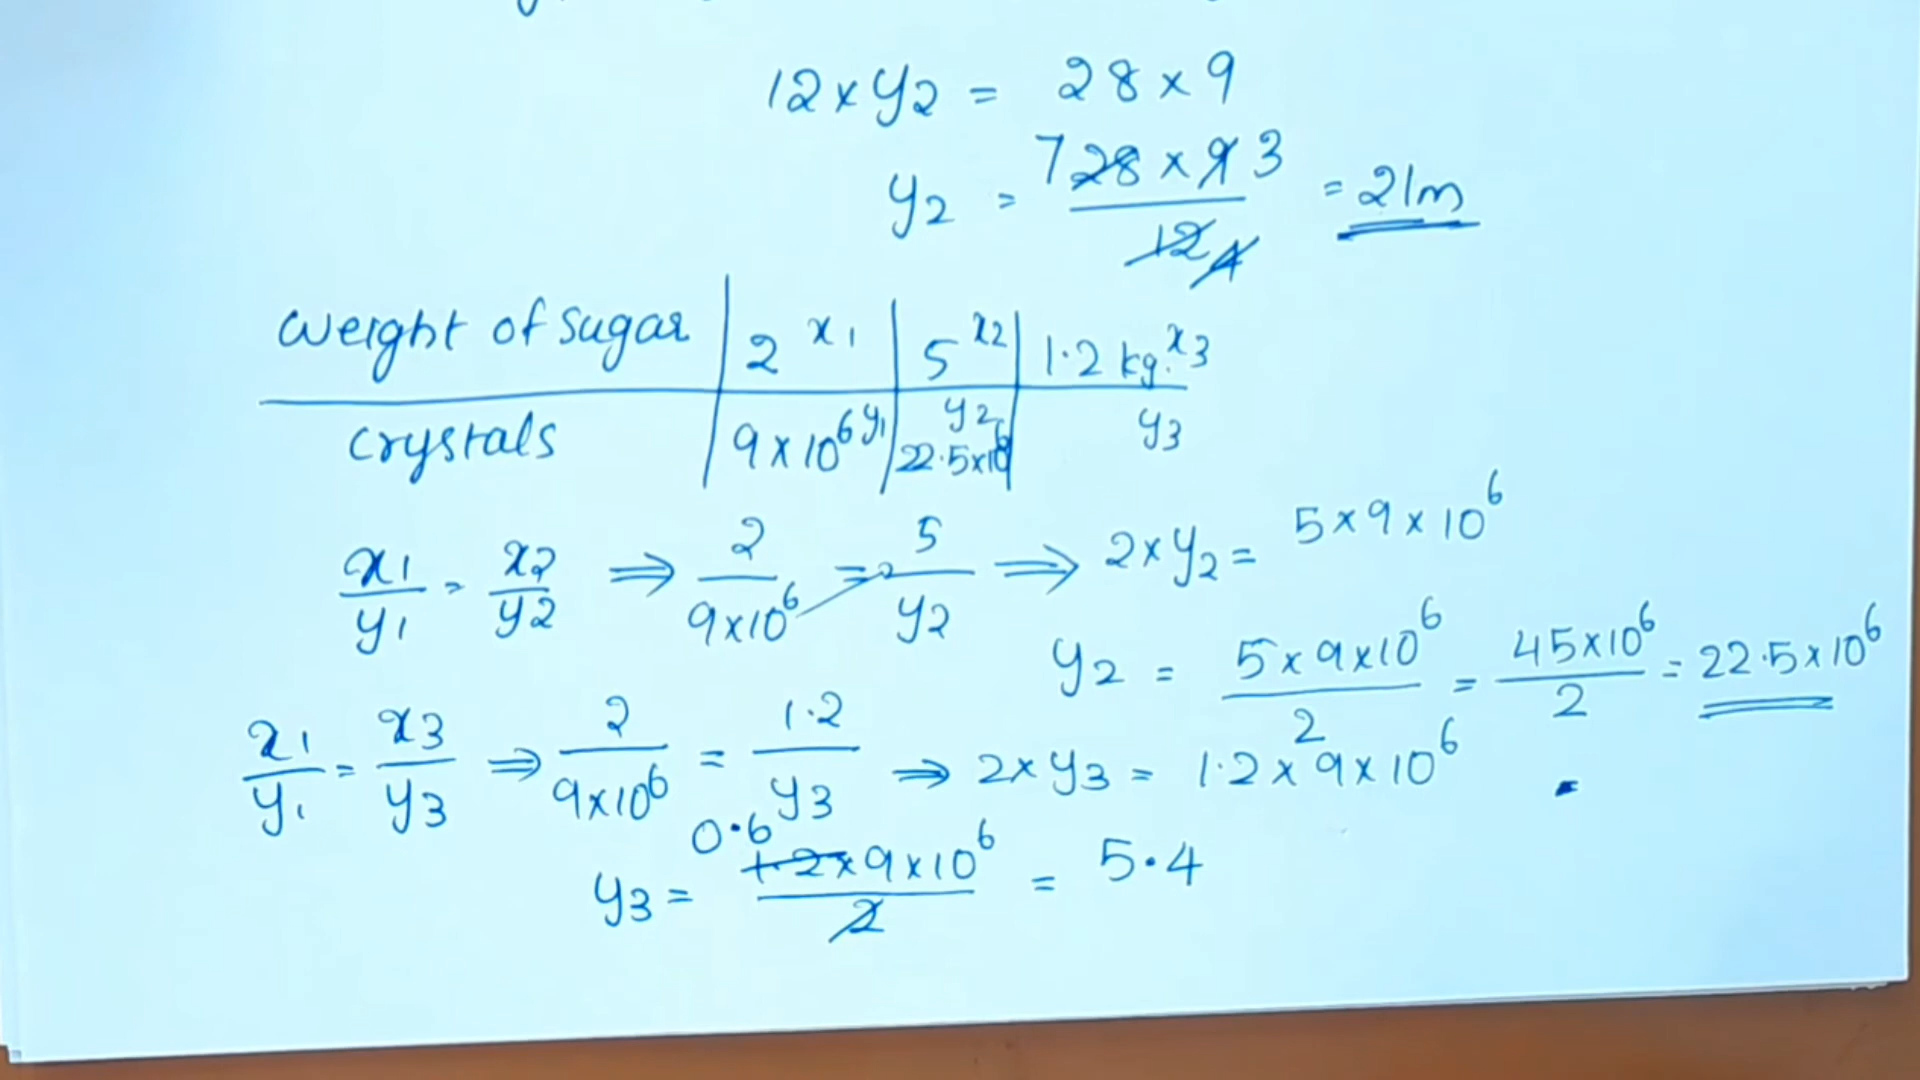 12 × y2 = 28 × 9
y2 = 7 28 × 9 3 / 12 4 = 21m
weight of sugar | 2 x1 | 5 x2 | 1.2 kg. x3
crystals | 9 × 10^6 y1 | y2 22.5×10^6 | y3
x1/y1 = x2/y2 ⇒ 2/9×10^6 = 5/y2 ⇒ 2 × y2 = 5 × 9 × 10^6
y2 = 5 × 9 × 10^6 / 2 = 45×10^6 / 2 = 22.5 × 10^6
x1/y1 = x3/y3 ⇒ 2/9×10^6 = 1.2/y3 ⇒ 2 × y3 = 1.2 × 9 × 10^6
y3 = 0.6 1.2 × 9 × 10^6 / 2 = 5.4